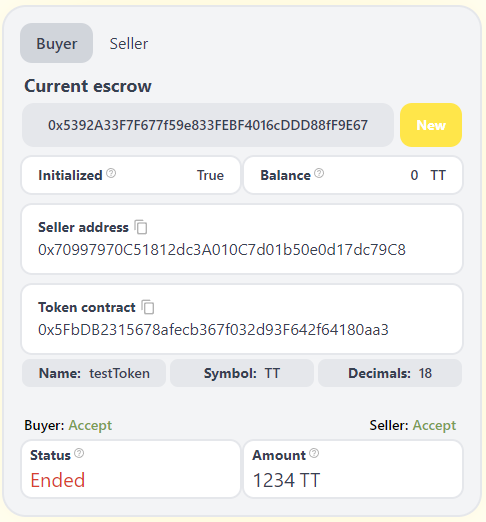 Buyer Seller
Current escrow
0x5392A33F7F677f59e833FEBF4016cDDD88fF9E67 New
Initialized ? True Balance ? 0 TT
Seller address
0x70997970C51812dc3A010C7d01b50e0d17dc79C8
Token contract
0x5FbDB2315678afecb367f032d93F642f64180aa3
Name: testToken Symbol: TT Decimals: 18
Buyer: Accept Seller: Accept
Status ? Amount ?
Ended 1234 TT